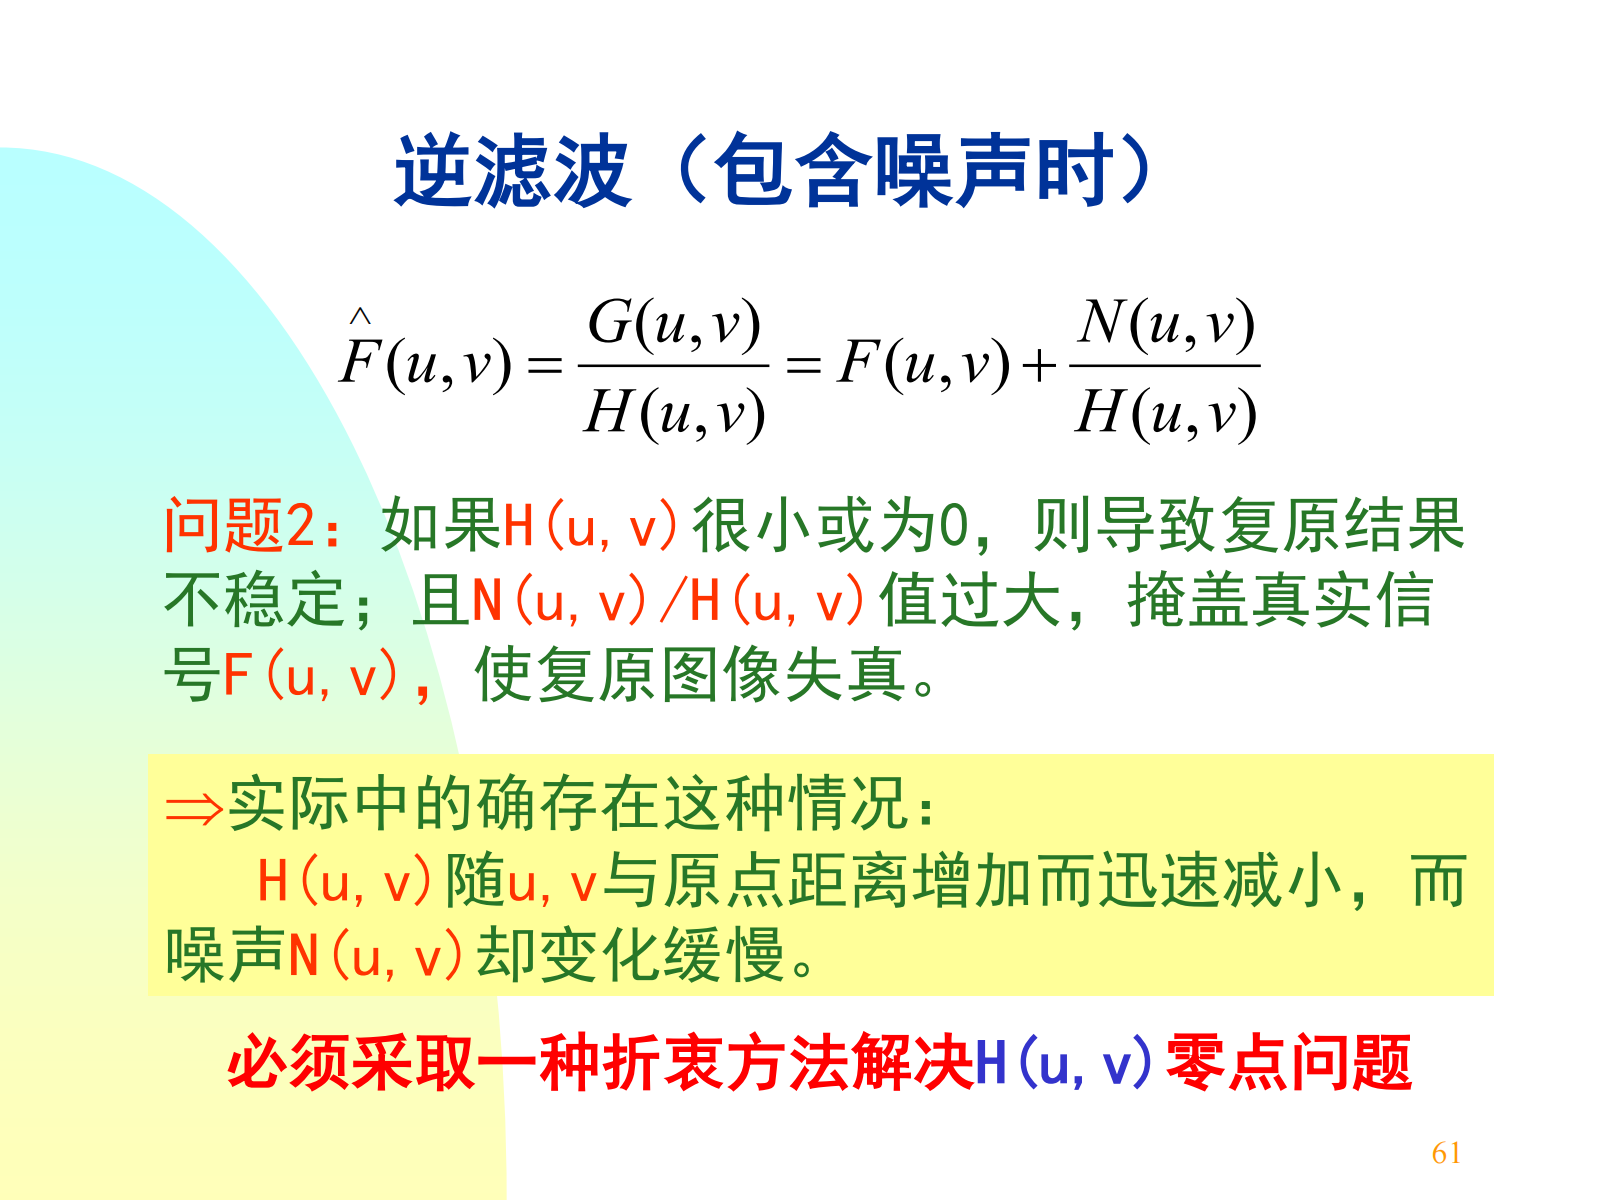 逆滤波（包含噪声时）
F̂(u,v) = G(u,v)/H(u,v) = F(u,v) + N(u,v)/H(u,v)
问题2：如果H(u,v)很小或为0，则导致复原结果
不稳定；且N(u,v)/H(u,v)值过大，掩盖真实信
号F(u,v)，使复原图像失真。
⇒实际中的确存在这种情况：
H(u,v)随u,v与原点距离增加而迅速减小，而
噪声N(u,v)却变化缓慢。
必须采取一种折衷方法解决H(u,v)零点问题
61